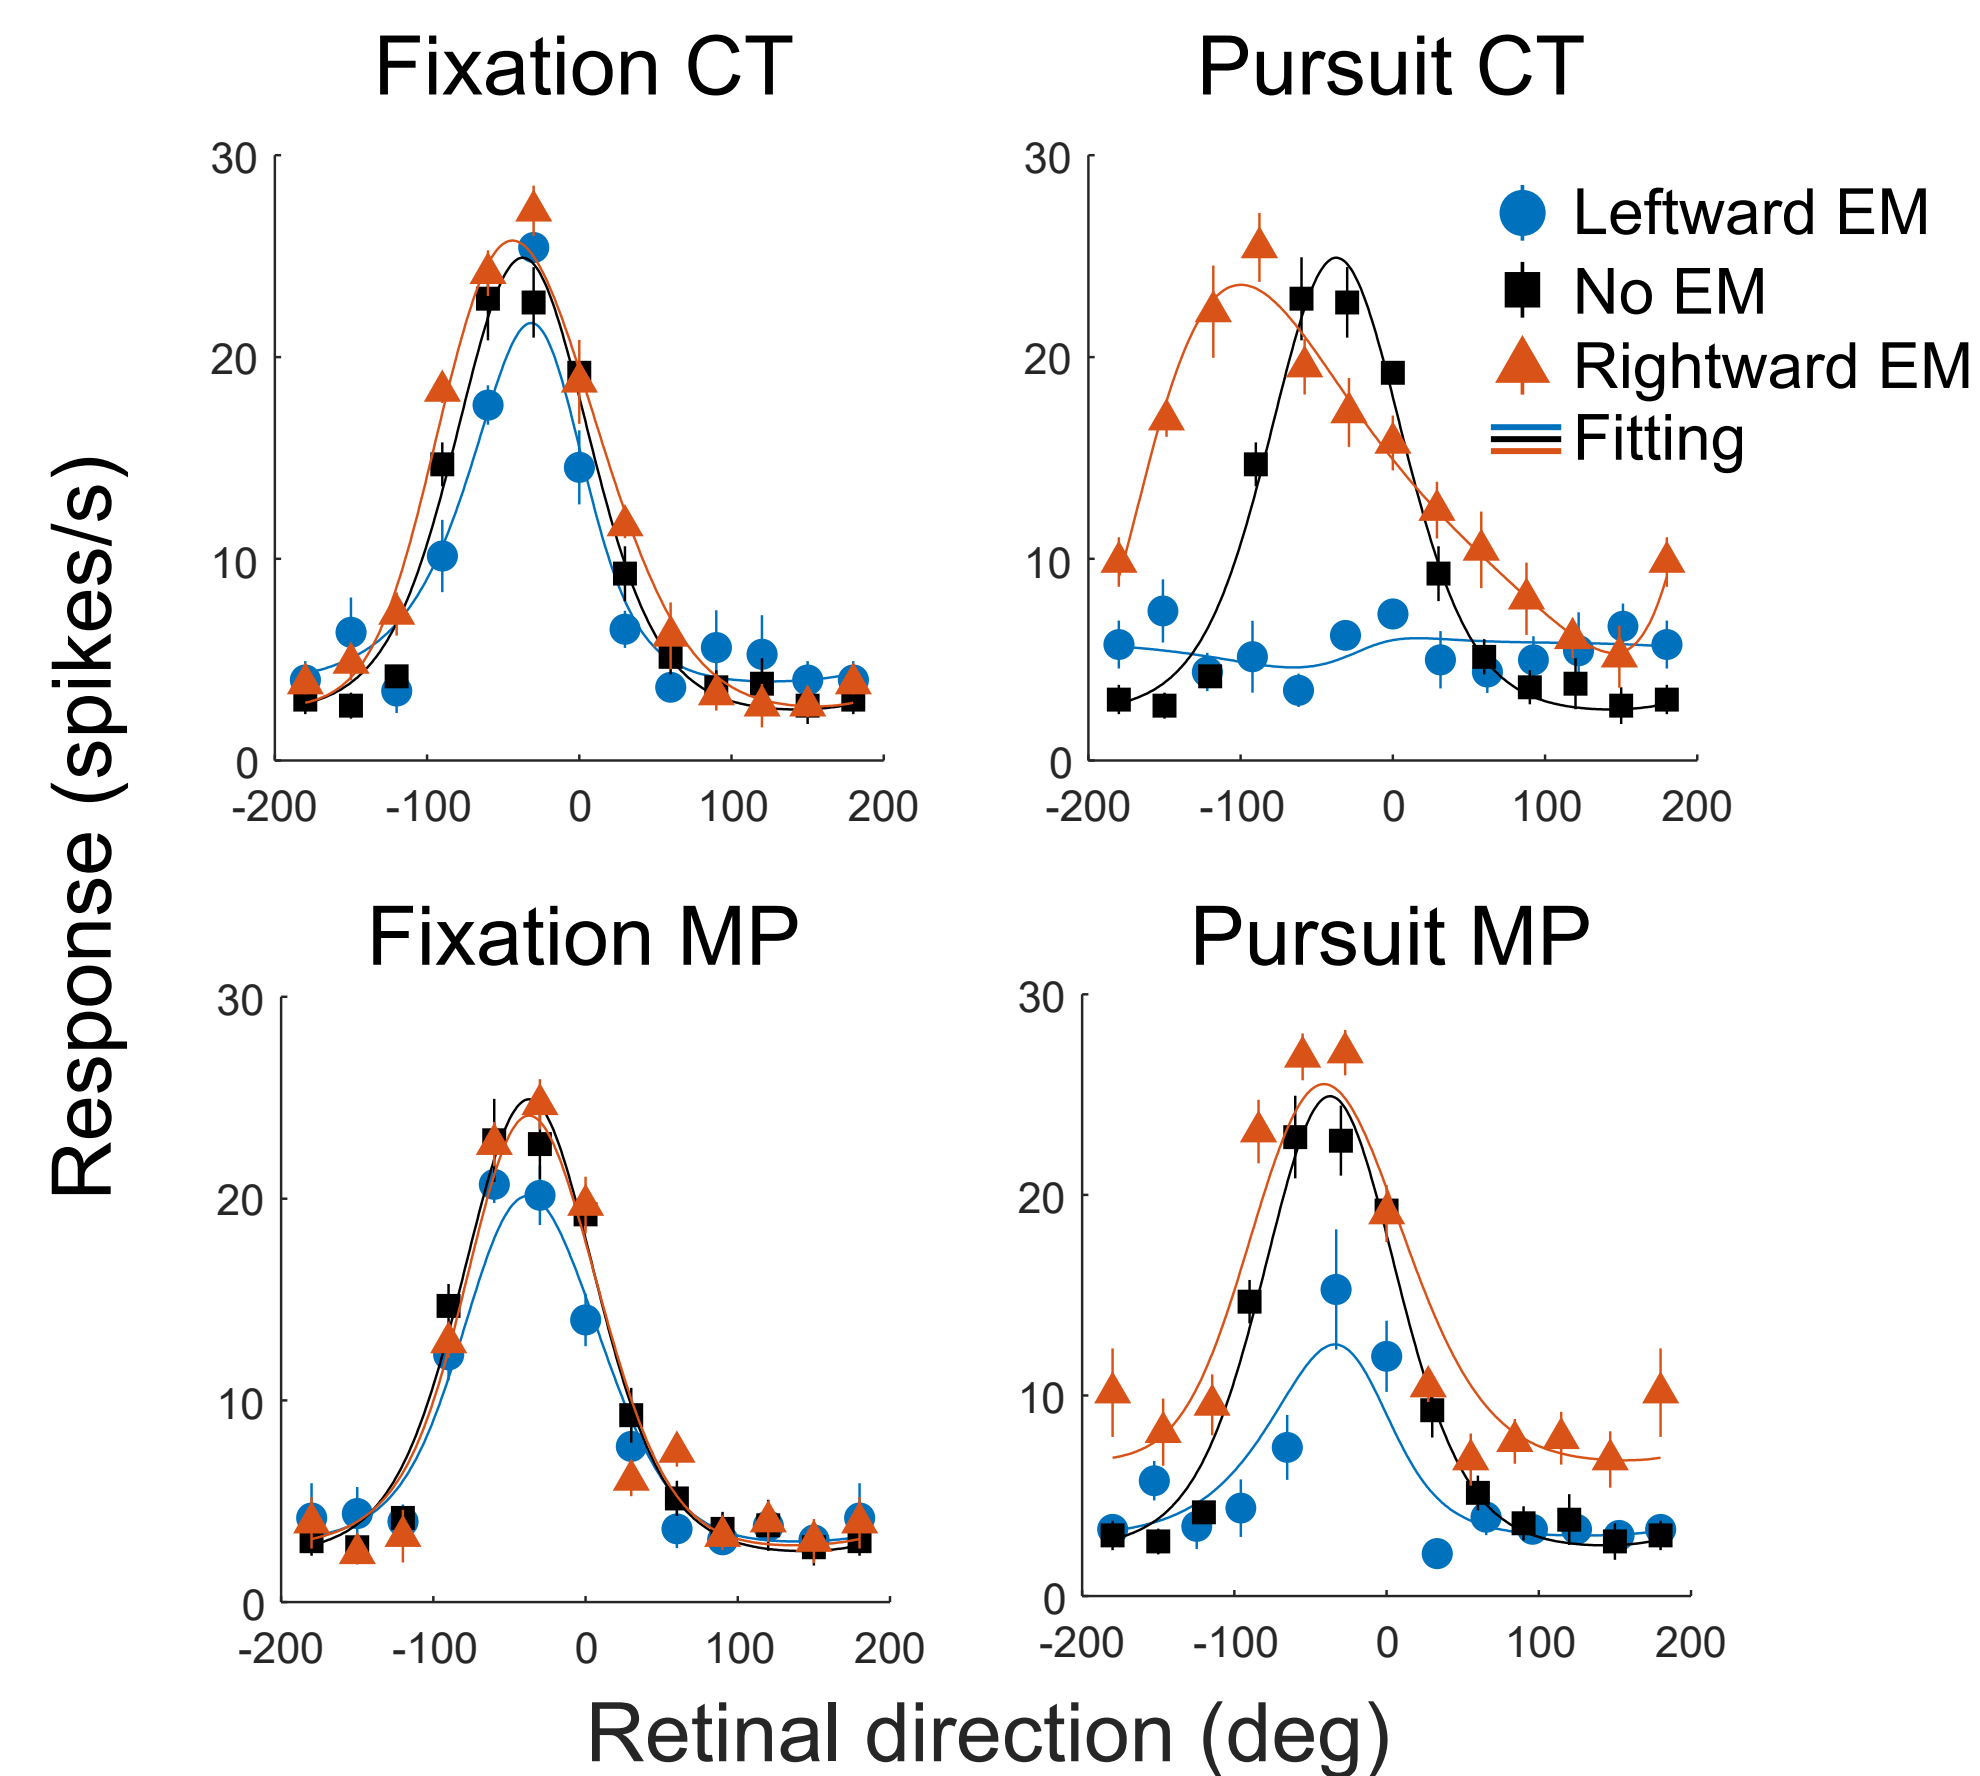 Fixation CT
Pursuit CT
30
20
10
0
-200 -100 0 100 200
30
20
10
0
-200 -100 0 100 200
Leftward EM
No EM
Rightward EM
Fitting
Response (spikes/s)
Fixation MP
Pursuit MP
30
20
10
0
-200 -100 0 100 200
30
20
10
0
-200 -100 0 100 200
Retinal direction (deg)